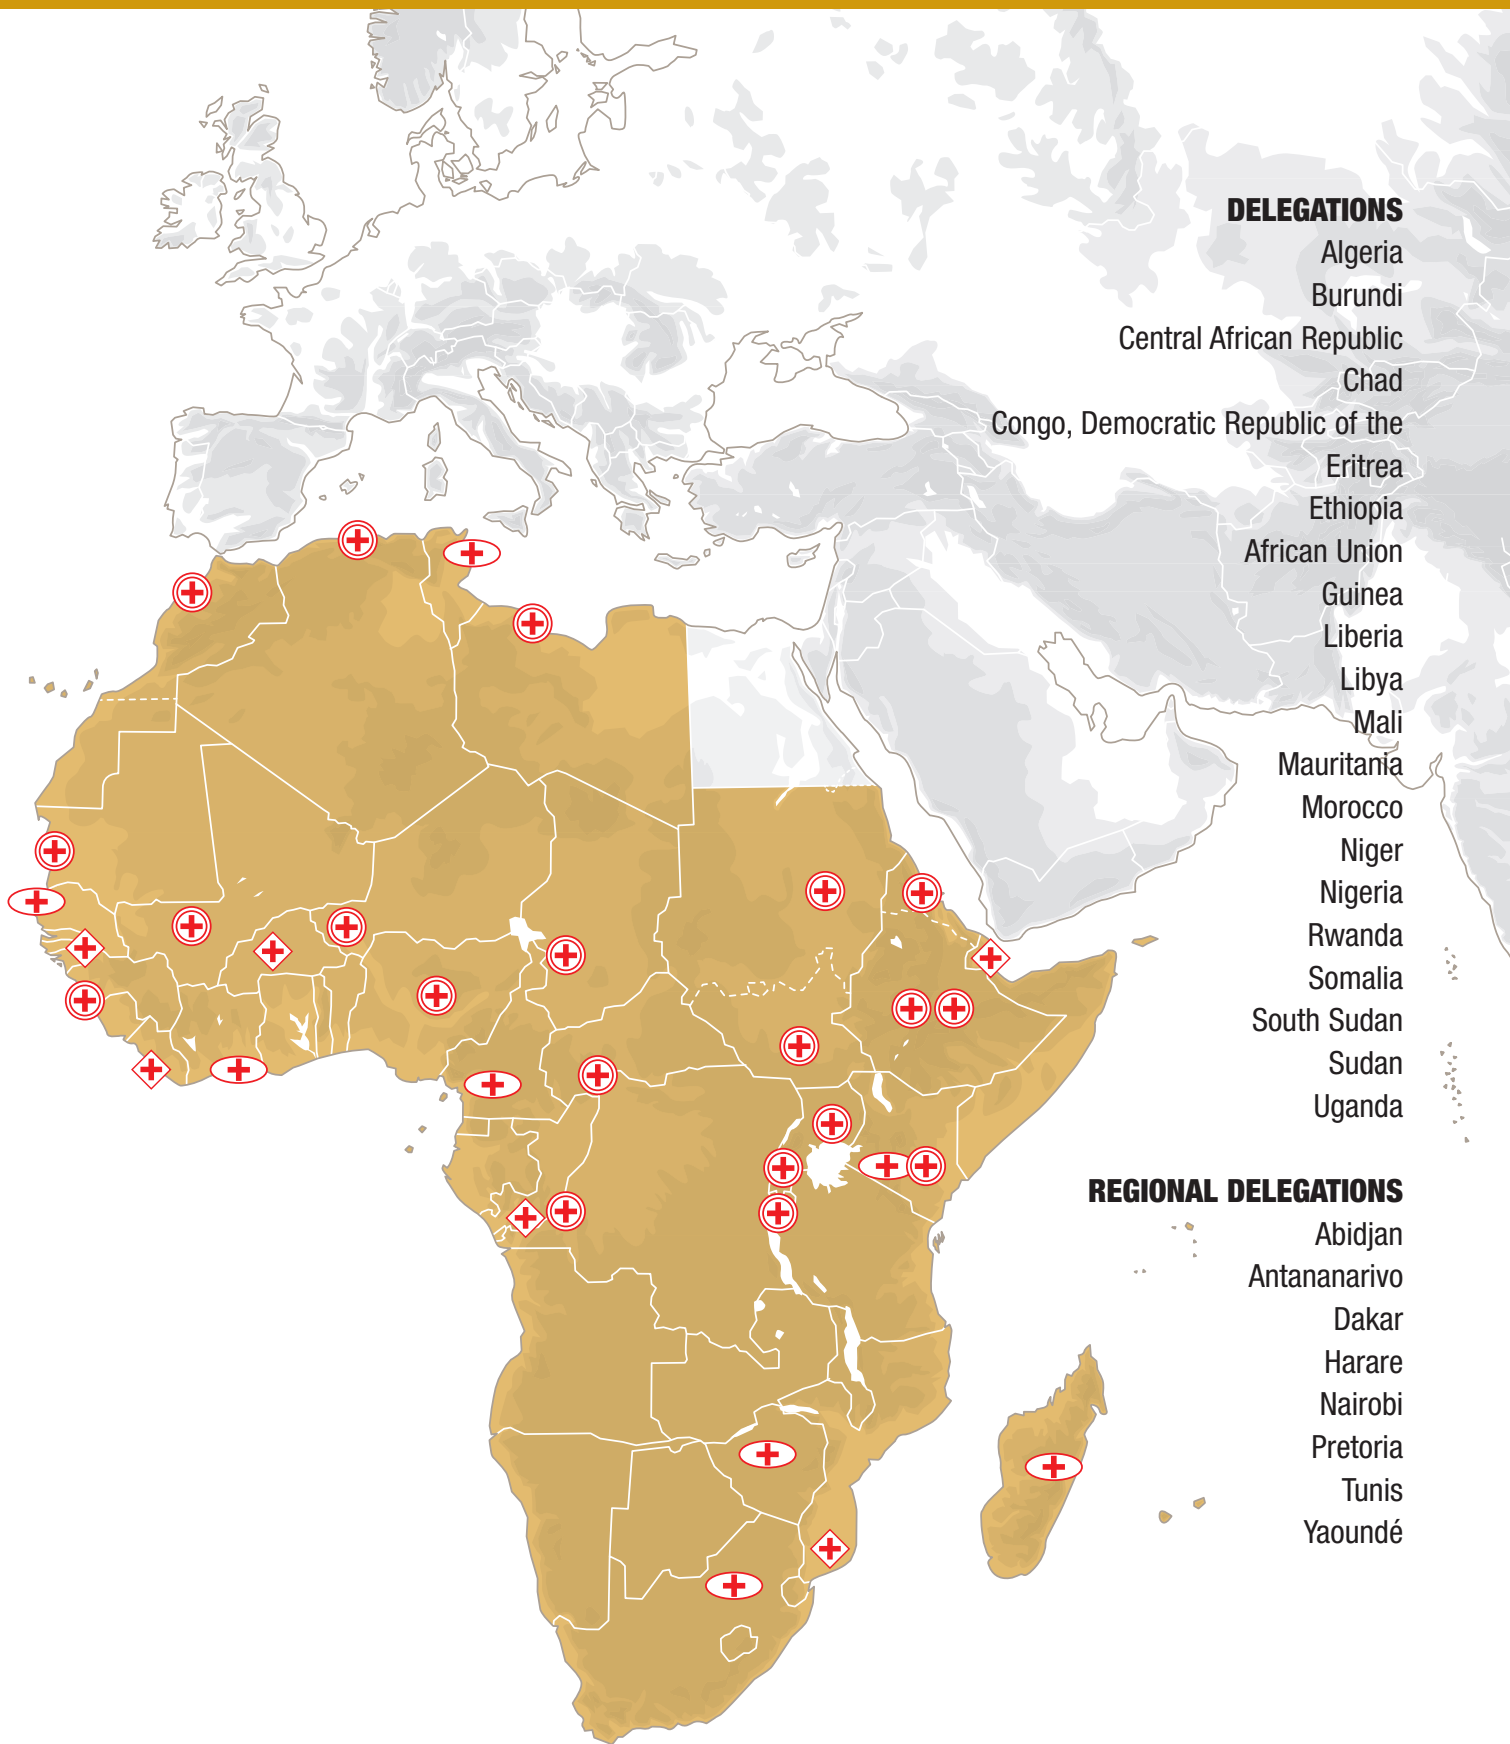 DELEGATIONS
Algeria
Burundi
Central African Republic
Chad
Congo, Democratic Republic of the
Eritrea
Ethiopia
African Union
Guinea
Liberia
Libya
Mali
Mauritania
Morocco
Niger
Nigeria
Rwanda
Somalia
South Sudan
Sudan
Uganda
REGIONAL DELEGATIONS
Abidjan
Antananarivo
Dakar
Harare
Nairobi
Pretoria
Tunis
Yaoundé